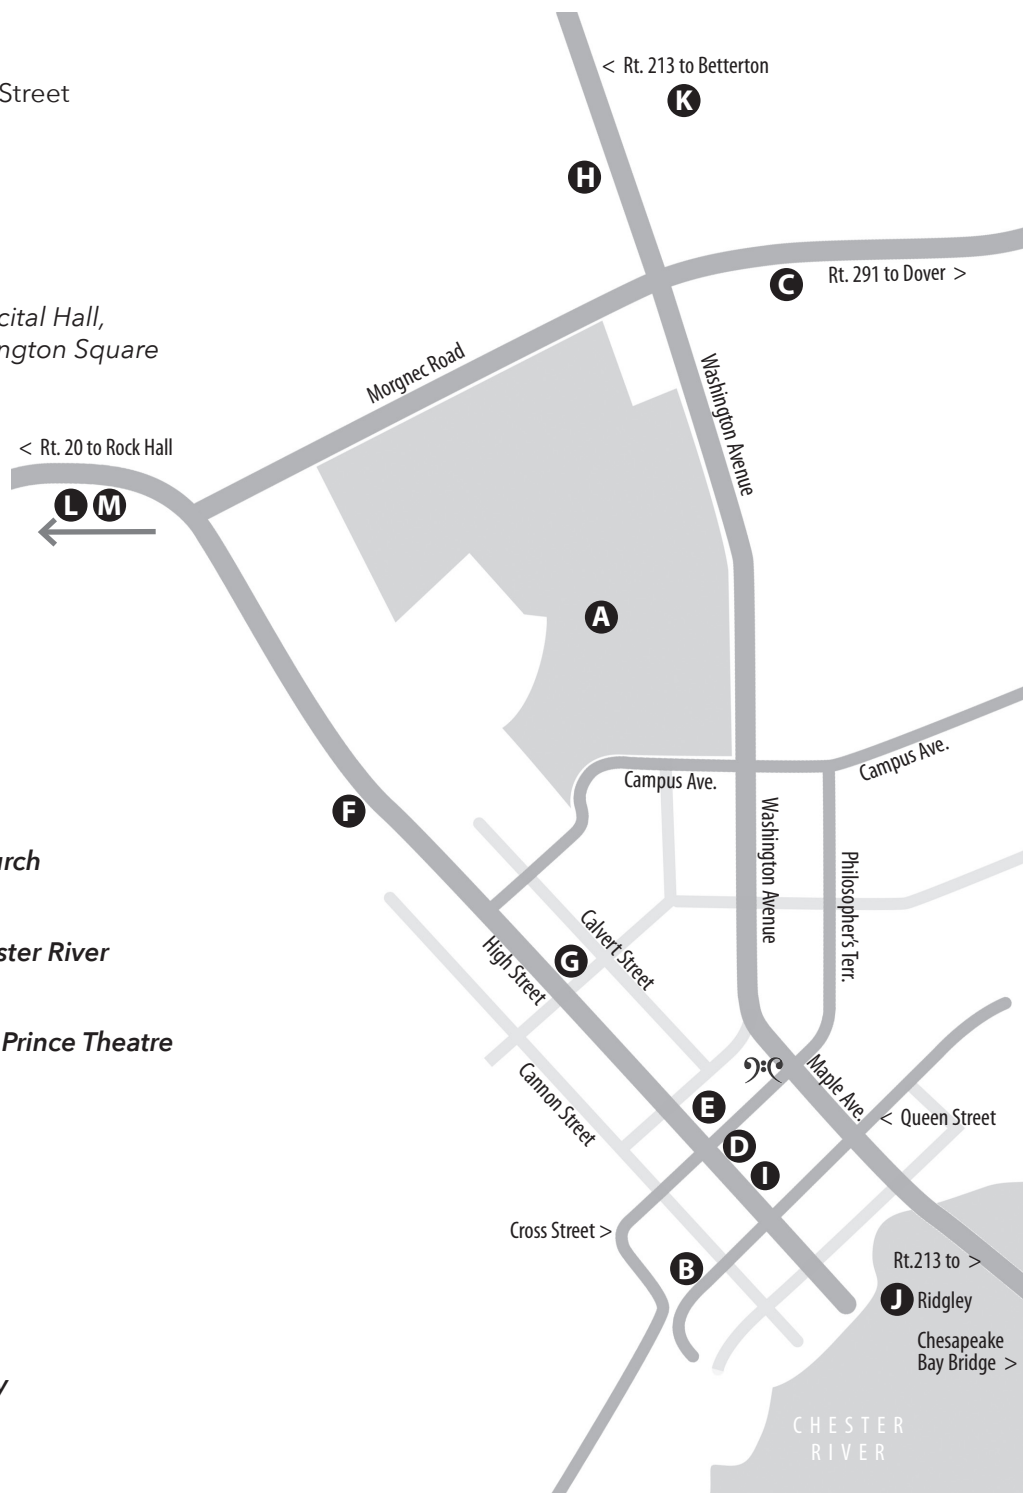 < Rt. 213 to Betterton
Street
K
H
Rt. 291 to Dover >
C
cital Hall,
ngton Square
Morgnec Road
Washington Avenue
< Rt. 20 to Rock Hall
L M
A
Campus Ave.
Campus Ave.
F
Washington Avenue
Philosopher's Terr.
urch
Calvert Street
ster River
High Street
G
Prince Theatre
Cannon Street
Maple Ave.
E
< Queen Street
D
I
Cross Street >
B
Rt.213 to >
J Ridgley
Chesapeake
Bay Bridge >
y
CHESTER
RIVER